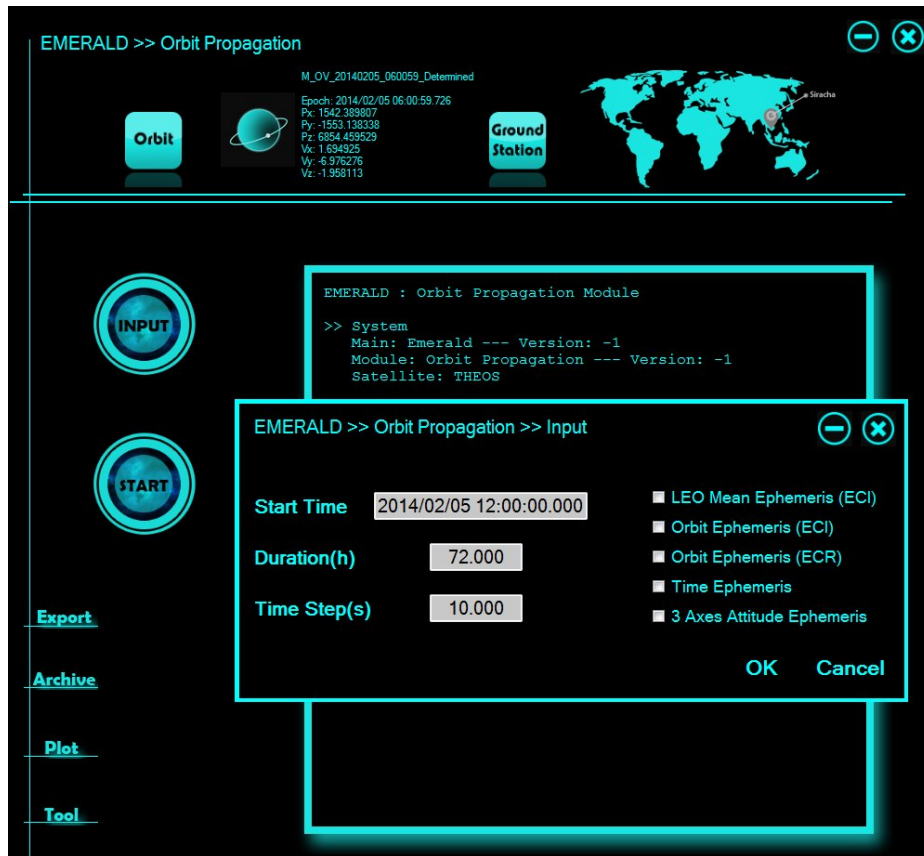 EMERALD >> Orbit Propagation
M_OV_20140205_060059_Determined
Epoch: 2014/02/05 06:00:59.726
Px: 1542.389807
Py: -1553.138338
Pz: 6854.459529
Vx: 1.694925
Vy: -6.976276
Vz: -1.958113
Orbit
Ground
Station
Siracha
INPUT
START
Export
Archive
Plot
Tool
EMERALD : Orbit Propagation Module
>> System
Main: Emerald --- Version: -1
Module: Orbit Propagation --- Version: -1
Satellite: THEOS
EMERALD >> Orbit Propagation >> Input
Start Time 2014/02/05 12:00:00.000
Duration(h) 72.000
Time Step(s) 10.000
LEO Mean Ephemeris (ECI)
Orbit Ephemeris (ECI)
Orbit Ephemeris (ECR)
Time Ephemeris
3 Axes Attitude Ephemeris
OK Cancel